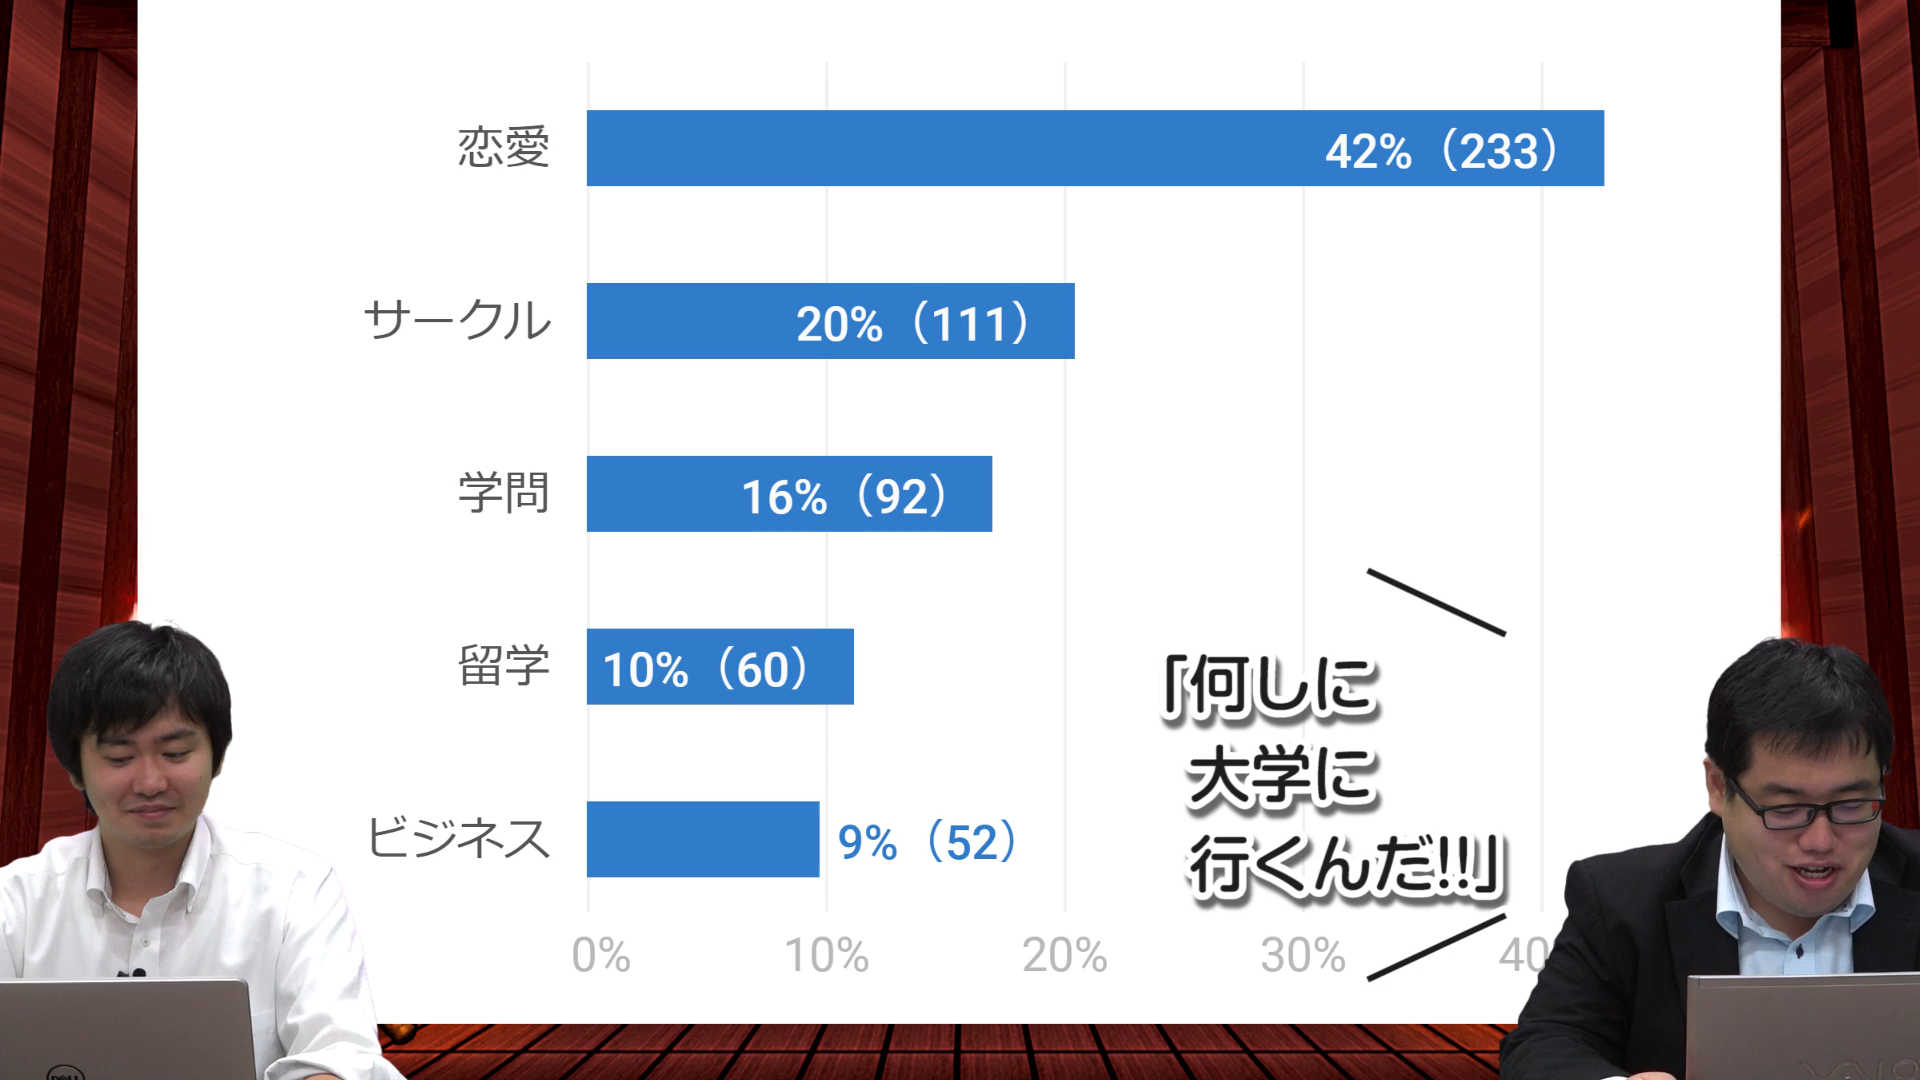 恋愛
42%（233）
サークル
20%（111）
学問
16%（92）
留学
10%（60）
ビジネス
9%（52）
0%
10%
20%
30%
40
「何しに
大学に
行くんだ!!」
DELL
VAIO